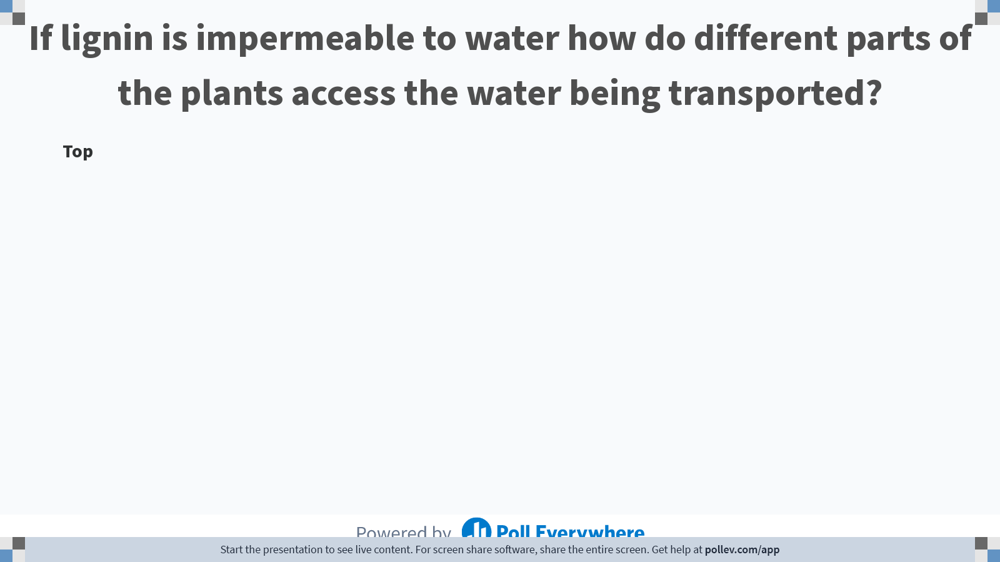 If lignin is impermeable to water how do different parts of
the plants access the water being transported?
Top
Powered by Poll Everywhere
Start the presentation to see live content. For screen share software, share the entire screen. Get help at pollev.com/app